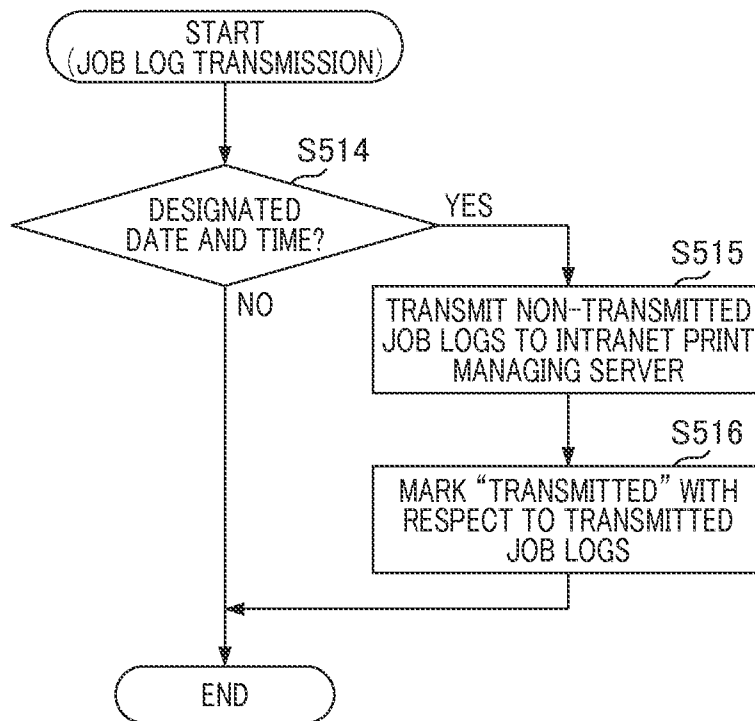 START
(JOB LOG TRANSMISSION)
S514
DESIGNATED
DATE AND TIME?
YES
NO
S515
TRANSMIT NON-TRANSMITTED
JOB LOGS TO INTRANET PRINT
MANAGING SERVER
S516
MARK “TRANSMITTED” WITH
RESPECT TO TRANSMITTED
JOB LOGS
END